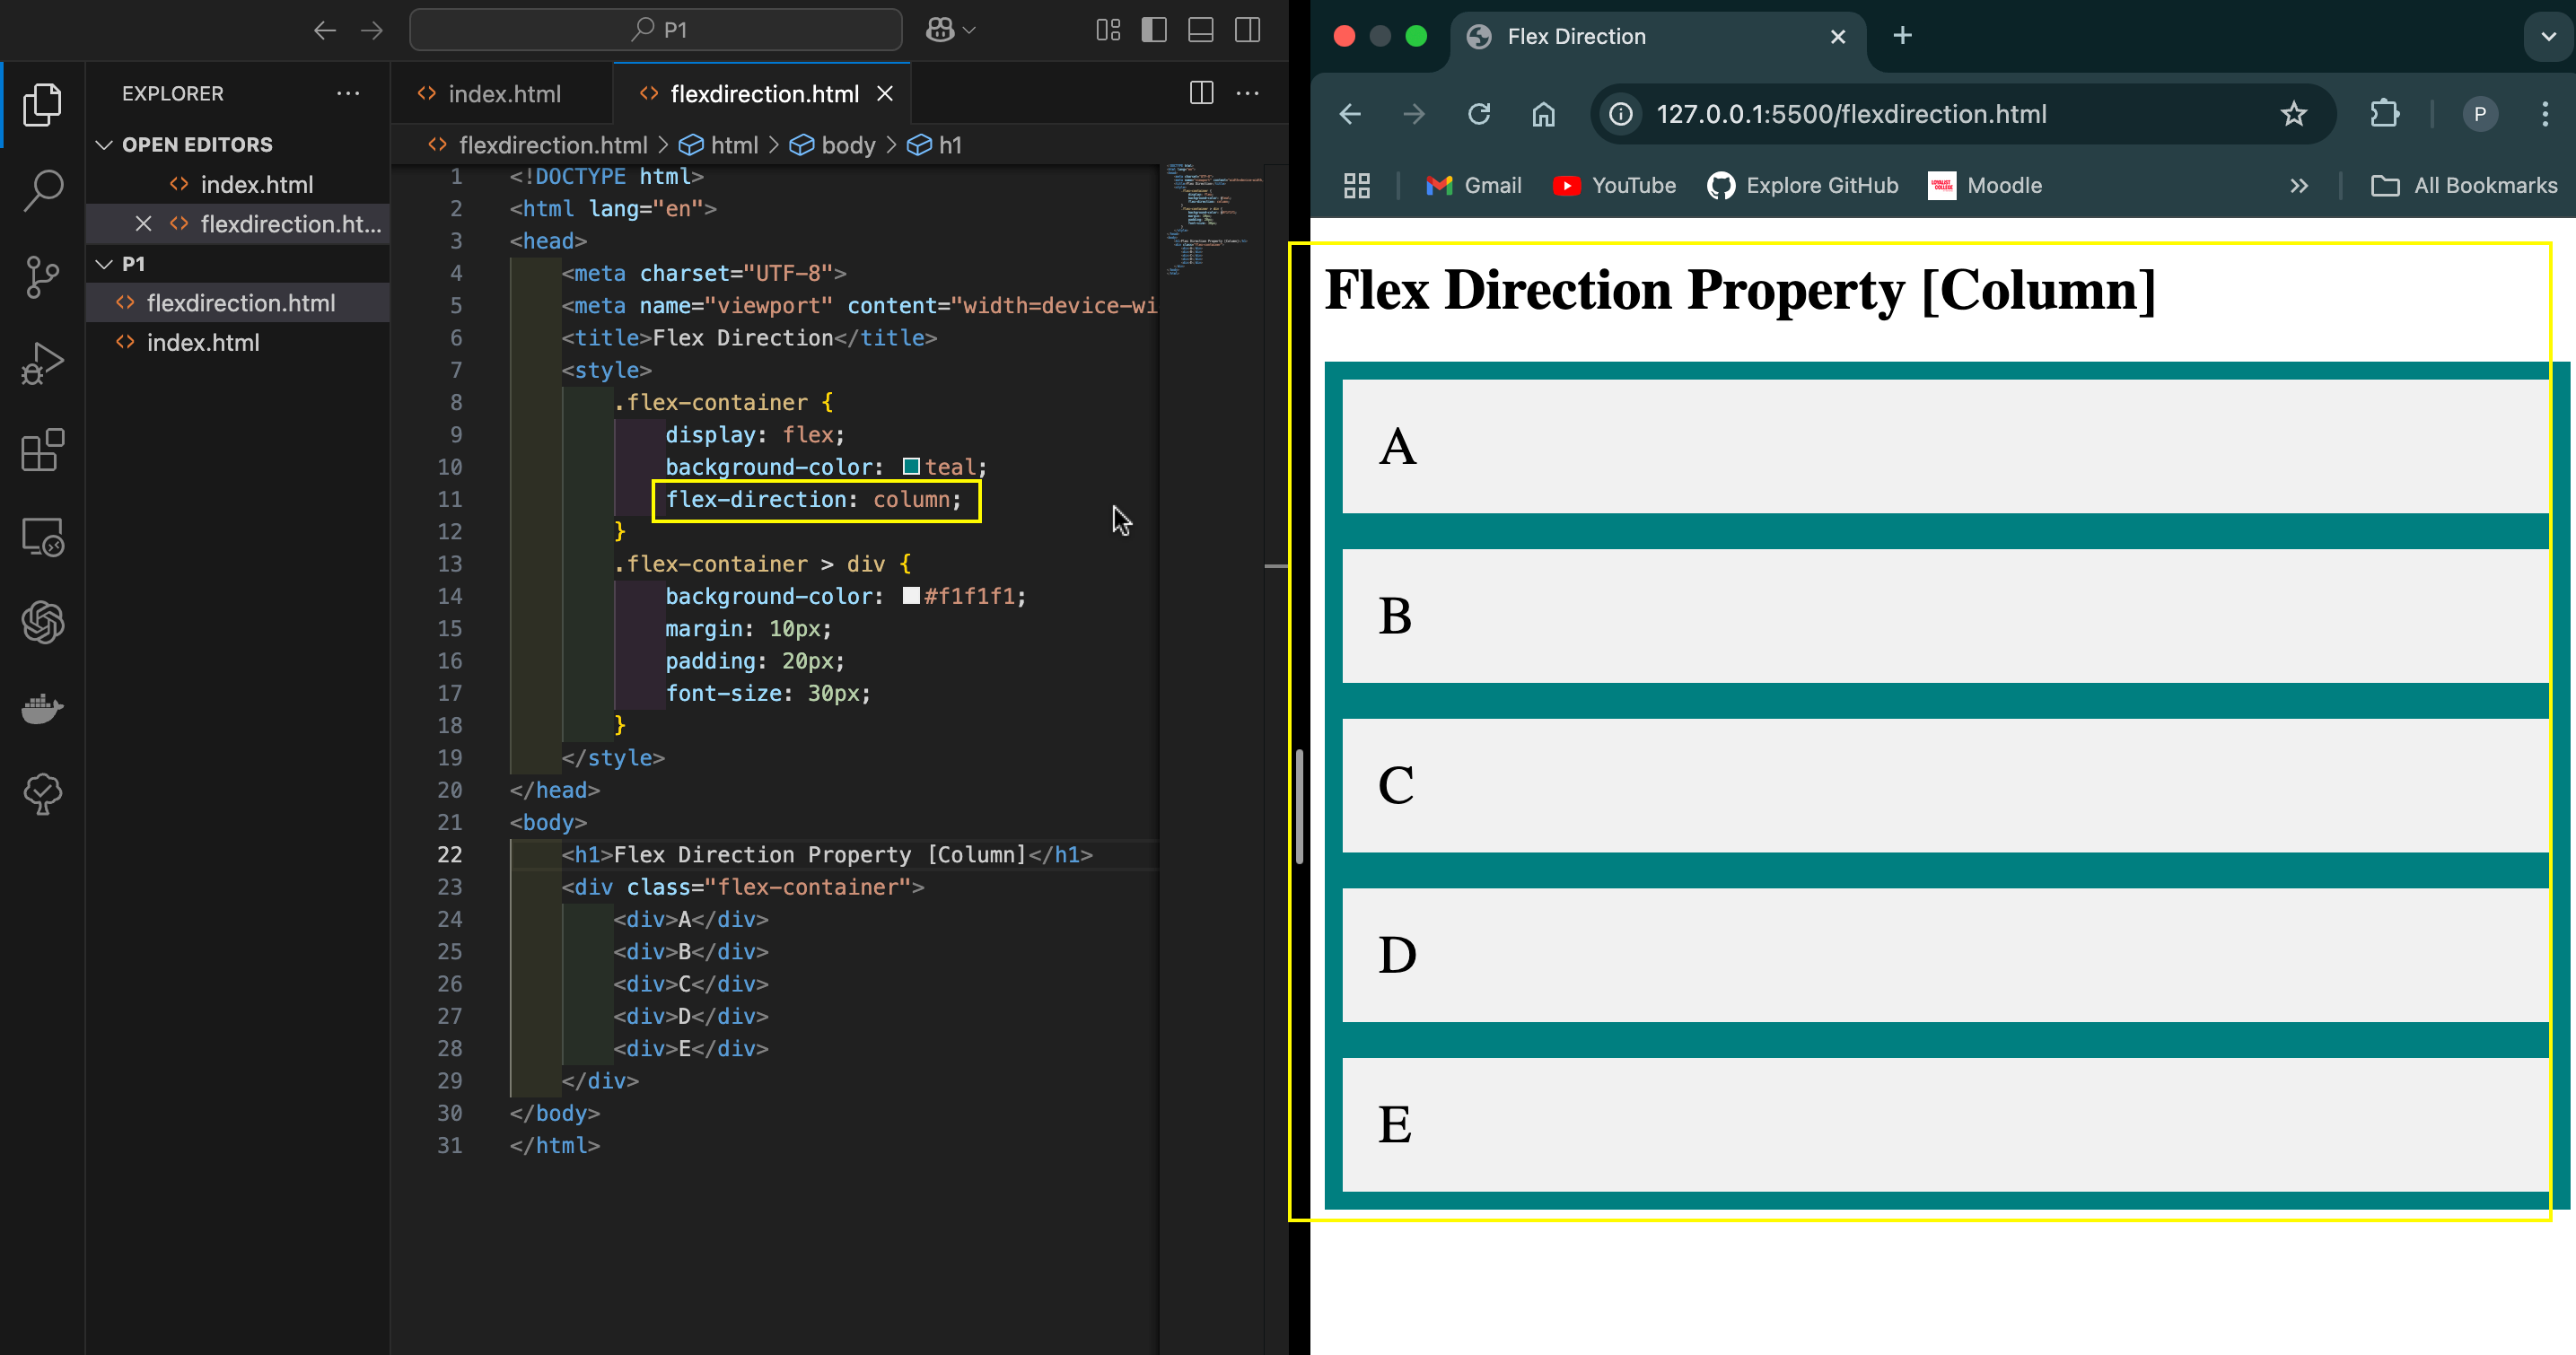 P1
EXPLORER
OPEN EDITORS
index.html
flexdirection.ht...
P1
flexdirection.html
index.html
index.html
flexdirection.html
flexdirection.html > html > body > h1
1 <!DOCTYPE html>
2 <html lang="en">
3 <head>
4 <meta charset="UTF-8">
5 <meta name="viewport" content="width=device-wi
6 <title>Flex Direction</title>
7 <style>
8 .flex-container {
9 display: flex;
10 background-color: teal;
11 flex-direction: column;
12 }
13 .flex-container > div {
14 background-color: #f1f1f1;
15 margin: 10px;
16 padding: 20px;
17 font-size: 30px;
18 }
19 </style>
20 </head>
21 <body>
22 <h1>Flex Direction Property [Column]</h1>
23 <div class="flex-container">
24 <div>A</div>
25 <div>B</div>
26 <div>C</div>
27 <div>D</div>
28 <div>E</div>
29 </div>
30 </body>
31 </html>
Flex Direction
127.0.0.1:5500/flexdirection.html
P
Gmail
YouTube
Explore GitHub
Moodle
All Bookmarks
Flex Direction Property [Column]
A
B
C
D
E